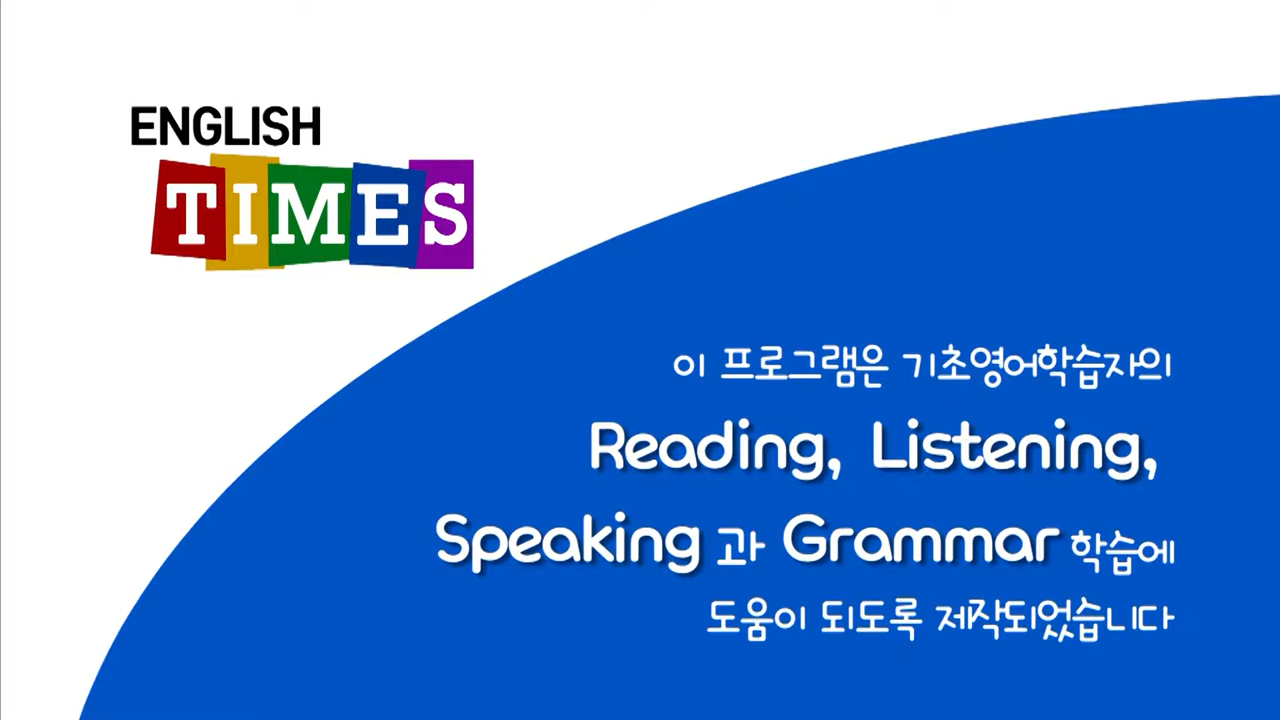 ENGLISH
TIMES
이 프로그램은 기초영어학습자의
Reading, Listening,
Speaking 과 Grammar 학습에
도움이 되도록 제작되었습니다